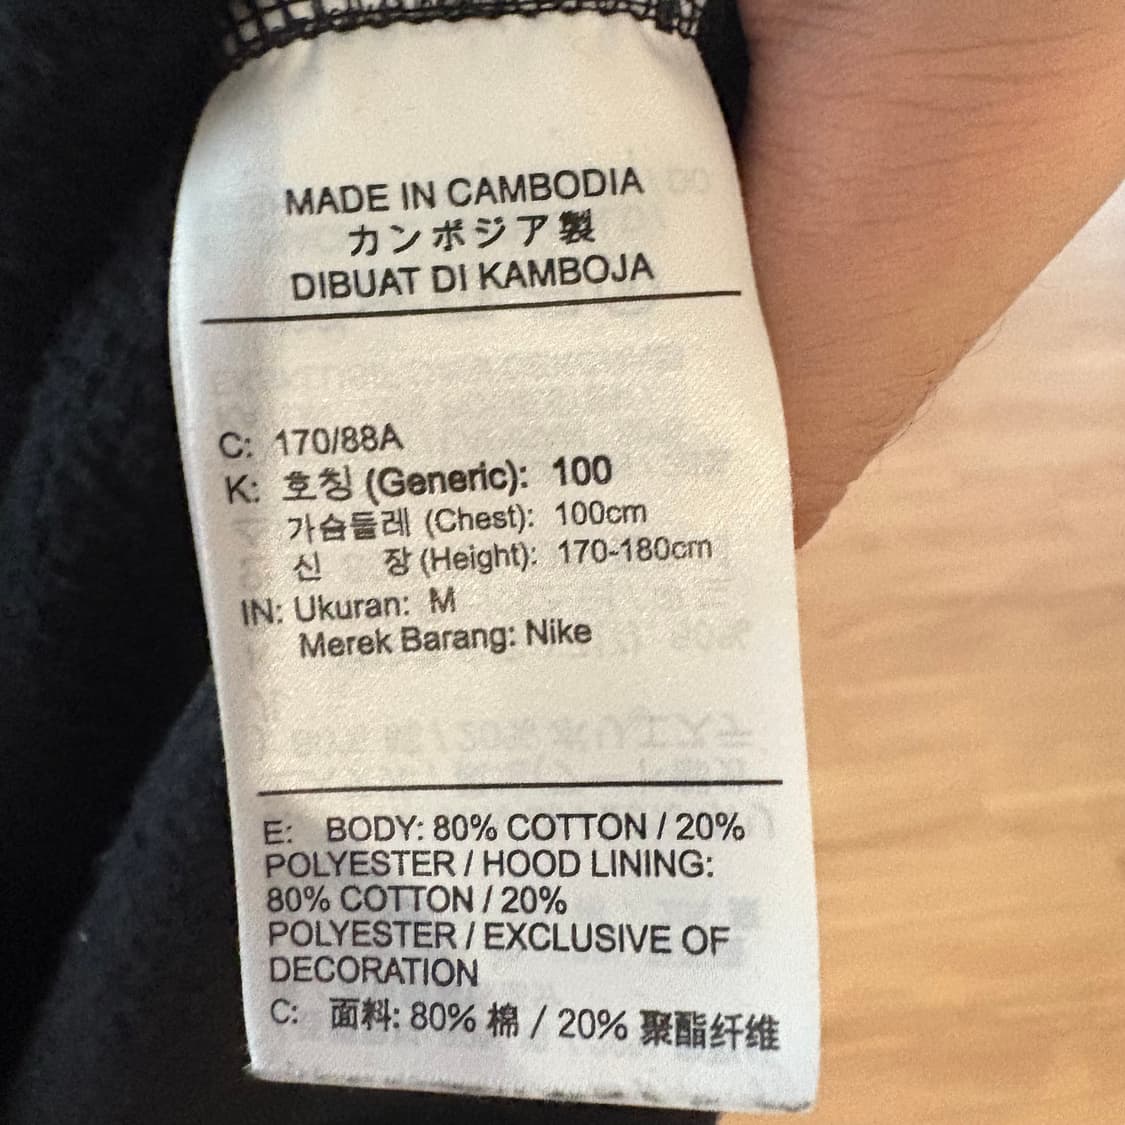 MADE IN CAMBODIA
カンボジア製
DIBUAT DI KAMBOJA
C: 170/88A
K: 호칭 (Generic): 100
가슴둘레 (Chest): 100cm
신 장 (Height): 170-180cm
IN: Ukuran: M
Merek Barang: Nike
E: BODY: 80% COTTON / 20%
POLYESTER / HOOD LINING:
80% COTTON / 20%
POLYESTER / EXCLUSIVE OF
DECORATION
C: 面料: 80% 棉 / 20% 聚酯纤维